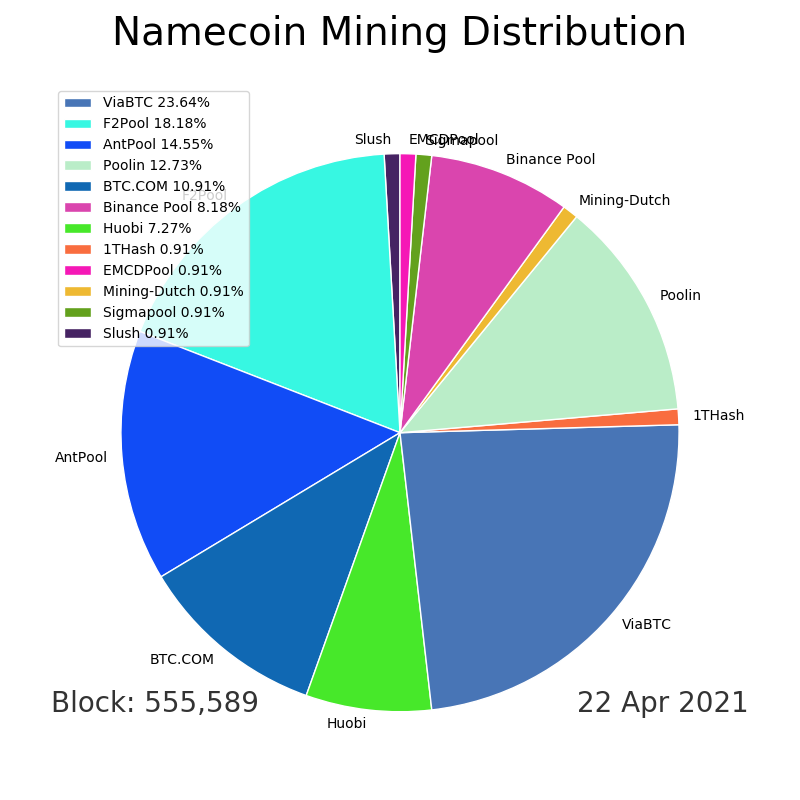 Namecoin Mining Distribution
ViaBTC 23.64%
F2Pool 18.18%
AntPool 14.55%
Poolin 12.73%
BTC.COM 10.91%
Binance Pool 8.18%
Huobi 7.27%
1THash 0.91%
EMCDPool 0.91%
Mining-Dutch 0.91%
Sigmapool 0.91%
Slush 0.91%
Slush
EMCDPool
Sigmapool
Binance Pool
Mining-Dutch
F2Pool
Poolin
1THash
AntPool
ViaBTC
BTC.COM
Huobi
Block: 555,589
22 Apr 2021